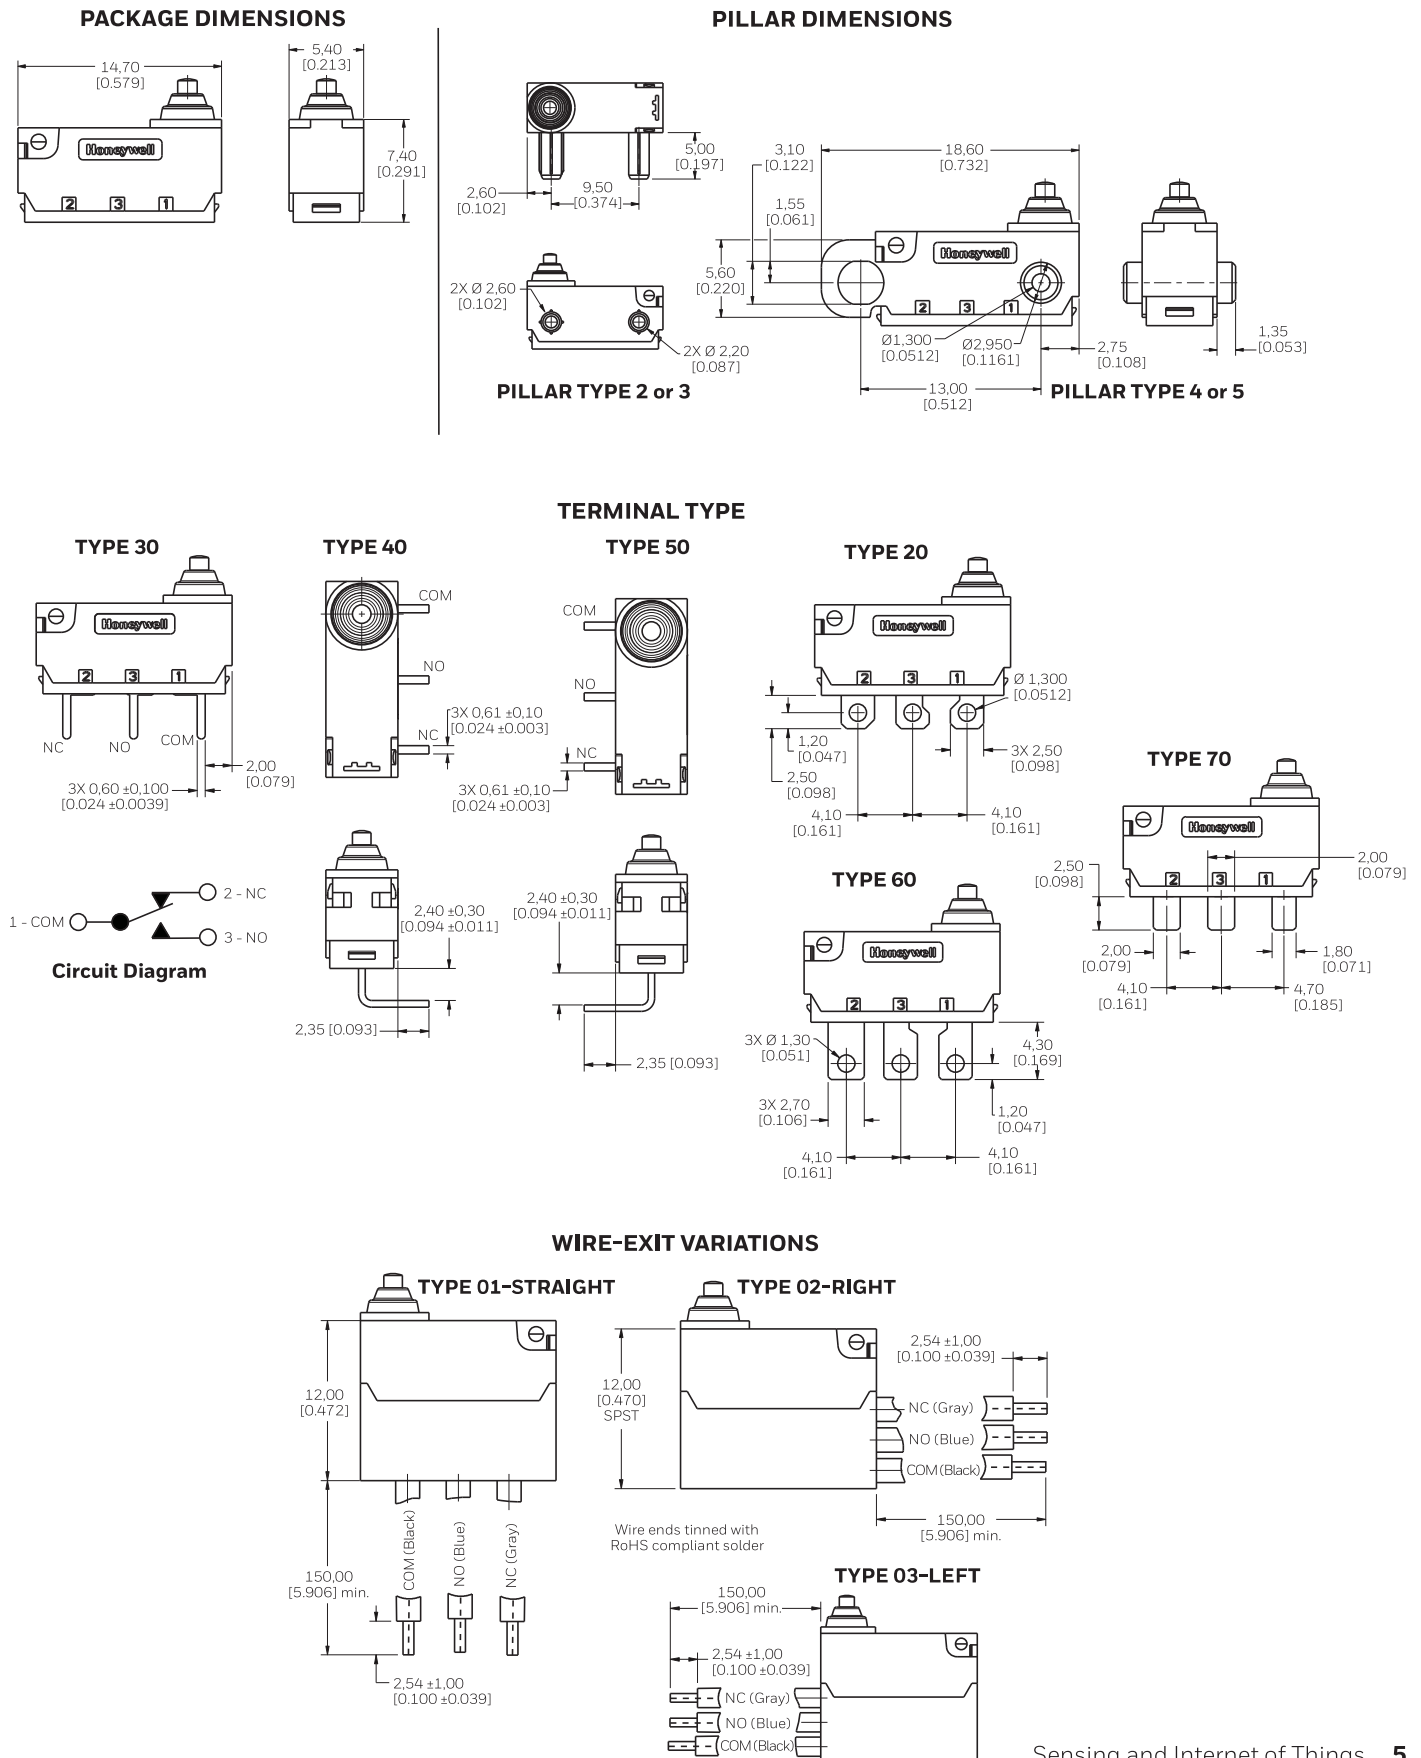 PACKAGE DIMENSIONS
14,70
[0.579]
5,40
[0.213]
Honeywell
2 3 1
7,40
[0.291]
PILLAR DIMENSIONS
5,00
[0.197]
2,60
[0.102]
9,50
[0.374]
2X Ø 2,60
[0.102]
2X Ø 2,20
[0.087]
PILLAR TYPE 2 or 3
3,10
[0.122]
18,60
[0.732]
1,55
[0.061]
5,60
[0.220]
Honeywell
2 3 1
Ø1,300
[0.0512]
Ø2,950
[0.1161]
2,75
[0.108]
1,35
[0.053]
13,00
[0.512]
PILLAR TYPE 4 or 5
TERMINAL TYPE
TYPE 30
Honeywell
2 3 1
NC
NO
COM
2,00
[0.079]
3X 0,60 ±0,100
[0.024 ±0.0039]
TYPE 40
COM
NO
NC
3X 0,61 ±0,10
[0.024 ±0.003]
2,40 ±0,30
[0.094 ±0.011]
2,35 [0.093]
TYPE 50
COM
NO
NC
3X 0,61 ±0,10
[0.024 ±0.003]
2,40 ±0,30
[0.094 ±0.011]
2,35 [0.093]
TYPE 20
Honeywell
2 3 1
Ø 1,300
[0.0512]
1,20
[0.047]
2,50
[0.098]
3X 2,50
[0.098]
4,10
[0.161]
4,10
[0.161]
TYPE 70
Honeywell
2 3 1
2,50
[0.098]
2,00
[0.079]
2,00
[0.079]
1,80
[0.071]
4,10
[0.161]
4,70
[0.185]
TYPE 60
Honeywell
2 3 1
3X Ø 1,30
[0.051]
4,30
[0.169]
3X 2,70
[0.106]
1,20
[0.047]
4,10
[0.161]
4,10
[0.161]
1 - COM
2 - NC
3 - NO
Circuit Diagram
WIRE-EXIT VARIATIONS
TYPE 01-STRAIGHT
12,00
[0.472]
COM (Black)
NO (Blue)
NC (Gray)
150,00
[5.906] min.
2,54 ±1,00
[0.100 ±0.039]
TYPE 02-RIGHT
2,54 ±1,00
[0.100 ±0.039]
12,00
[0.470]
SPST
NC (Gray)
NO (Blue)
COM (Black)
150,00
[5.906] min.
Wire ends tinned with
RoHS compliant solder
TYPE 03-LEFT
150,00
[5.906] min.
2,54 ±1,00
[0.100 ±0.039]
NC (Gray)
NO (Blue)
COM (Black)
Sensing and Internet of Things 5